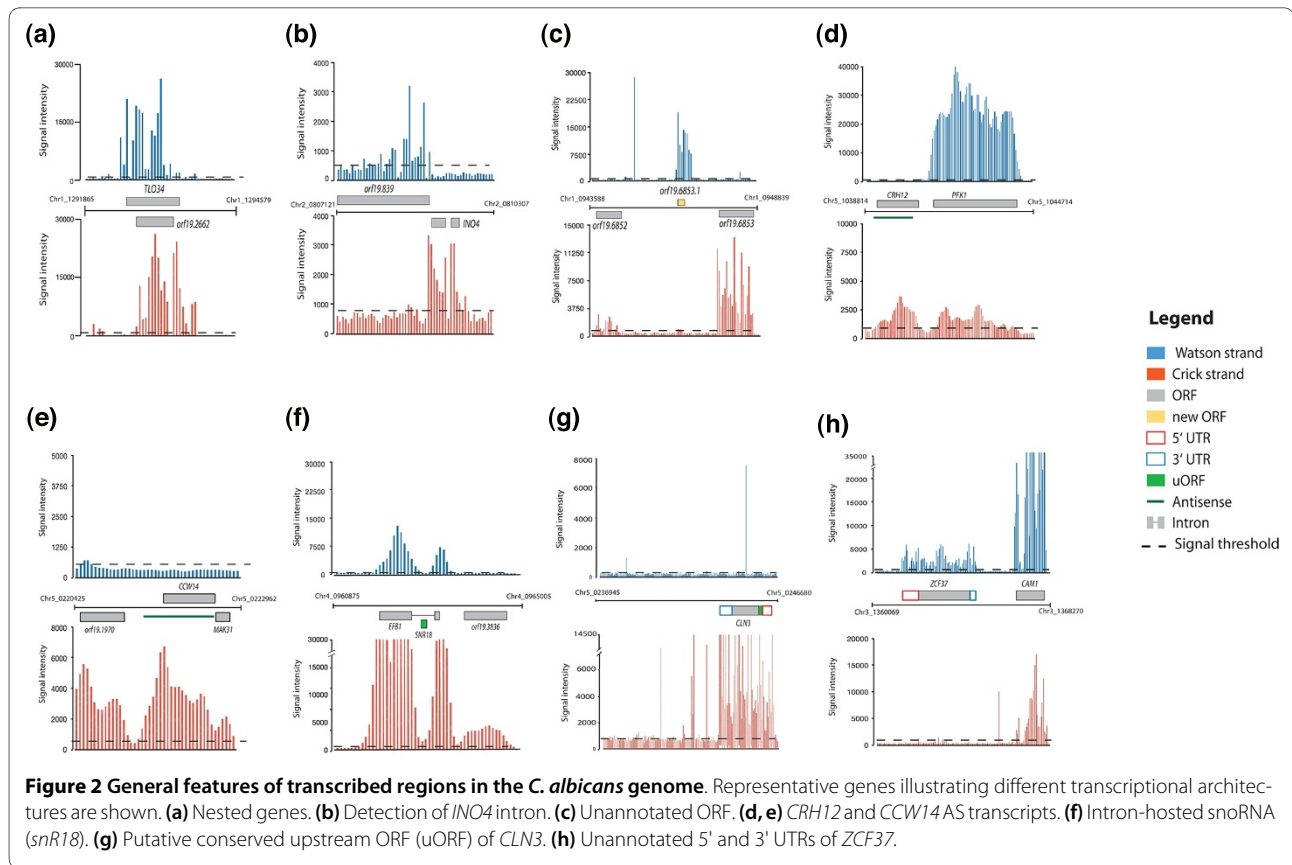 (a)
30000
15000
0
Signal intensity
TLO34
Chr1_1291865
Chr1_1294579
orf19.2662
30000
15000
0
Signal intensity
(b)
4000
3200
2400
1600
800
0
Signal intensity
orf19.839
Chr2_0807121
Chr2_0810307
INO4
4000
3000
2000
1000
0
Signal intensity
(c)
30000
22500
15000
7500
0
Signal intensity
orf19.6853.1
Chr1_0943588
Chr1_0948839
orf19.6852
orf19.6853
15000
11250
7500
3750
0
Signal intensity
(d)
40000
30000
20000
10000
0
Signal intensity
CRH12
PFK1
Chr5_1038814
Chr5_1044714
10000
7500
5000
2500
0
Signal intensity
Legend
Watson strand
Crick strand
ORF
new ORF
5' UTR
3' UTR
uORF
Antisense
Intron
Signal threshold
(e)
5000
3750
2500
1250
0
Signal intensity
CCW14
Chr5_0220425
Chr5_0222962
orf19.1970
MAK31
8000
6000
4000
2000
0
Signal intensity
(f)
30000
22500
15000
7500
0
Signal intensity
Chr4_0960875
Chr4_0965005
EFB1
SNR18
orf19.3836
30000
25000
20000
15000
10000
5000
0
Signal intensity
(g)
8000
6000
4000
2000
0
Signal intensity
Chr5_0236945
Chr5_0246680
CLN3
14500
8000
6000
4000
2000
0
Signal intensity
(h)
35000
15000
10000
5000
0
Signal intensity
ZCF37
CAM1
Chr3_1360069
Chr3_1368270
20000
15000
10000
5000
0
Signal intensity
Figure 2 General features of transcribed regions in the C. albicans genome. Representative genes illustrating different transcriptional architec-
tures are shown. (a) Nested genes. (b) Detection of INO4 intron. (c) Unannotated ORF. (d, e) CRH12 and CCW14 AS transcripts. (f) Intron-hosted snoRNA
(snR18). (g) Putative conserved upstream ORF (uORF) of CLN3. (h) Unannotated 5' and 3' UTRs of ZCF37.